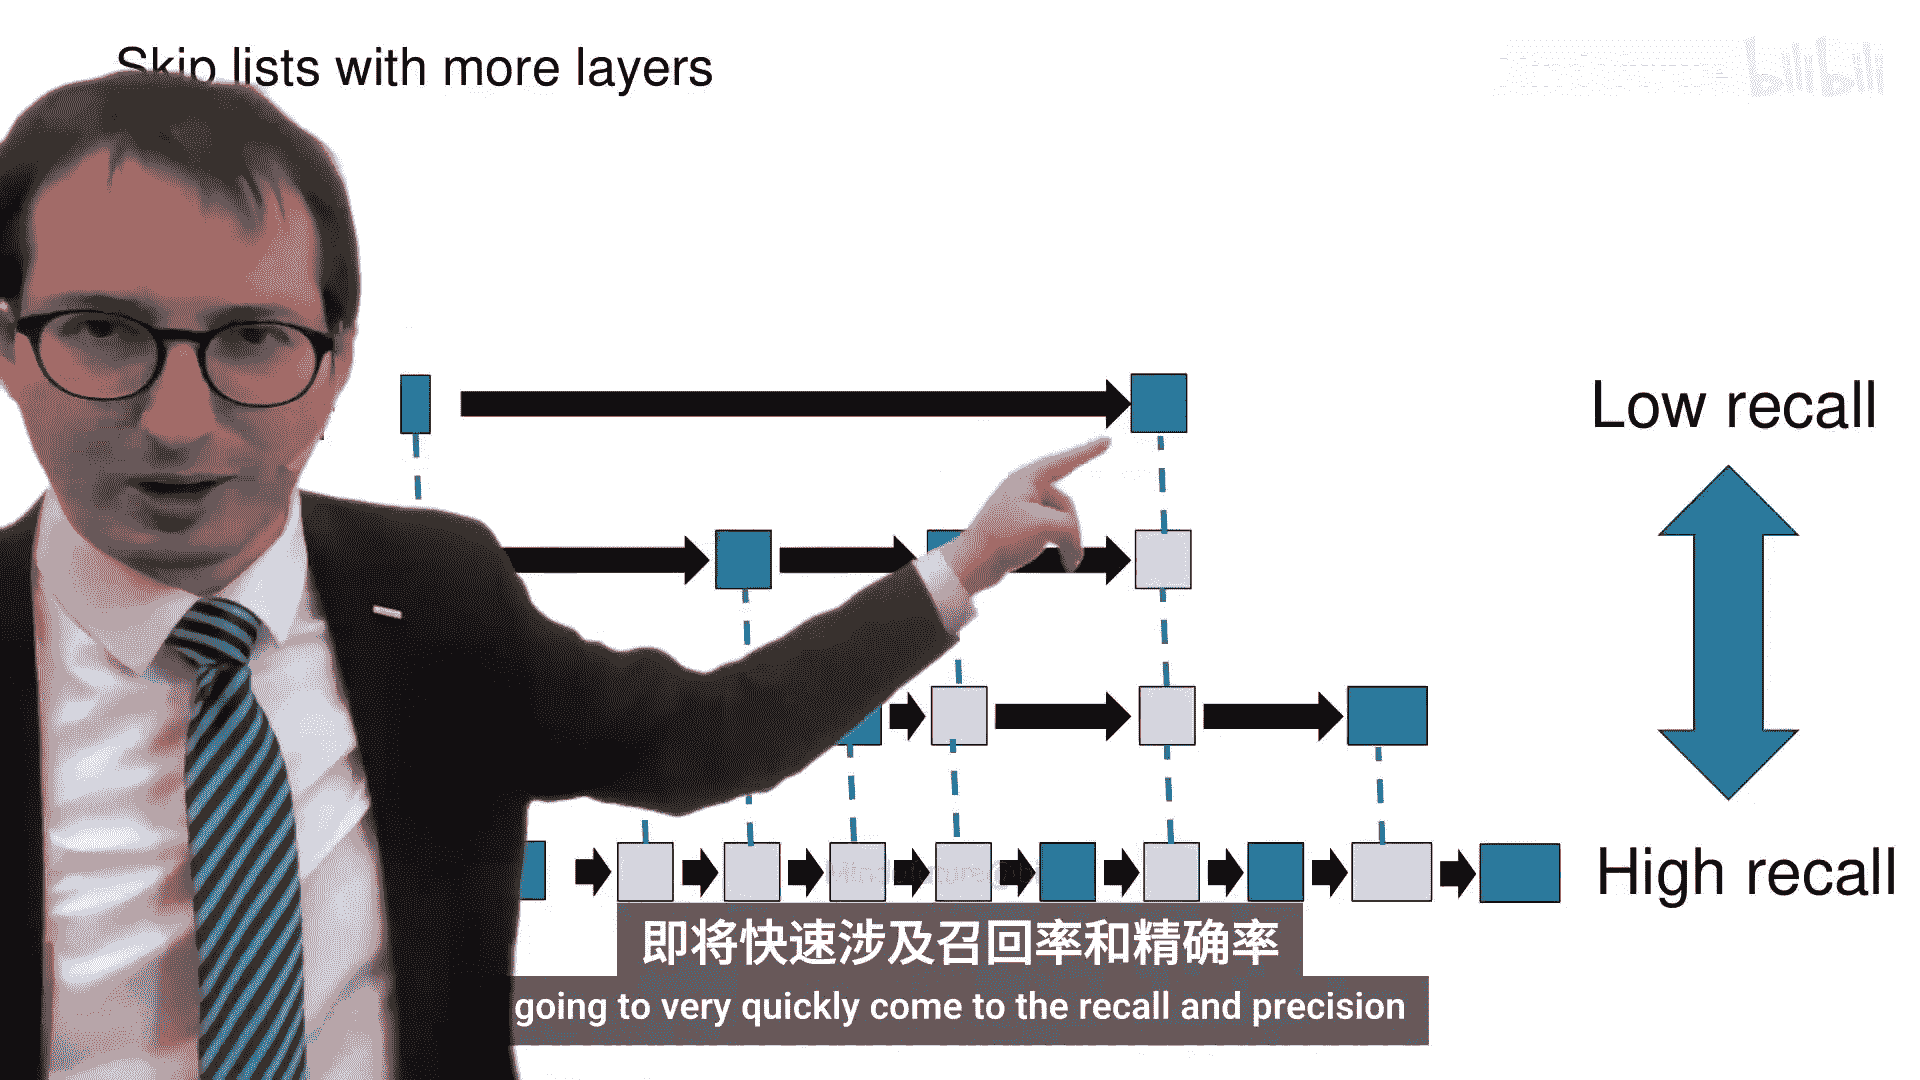 Skip lists with more layers
bilibili
Low recall
High recall
即将快速涉及召回率和精确率
going to very quickly come to the recall and precision